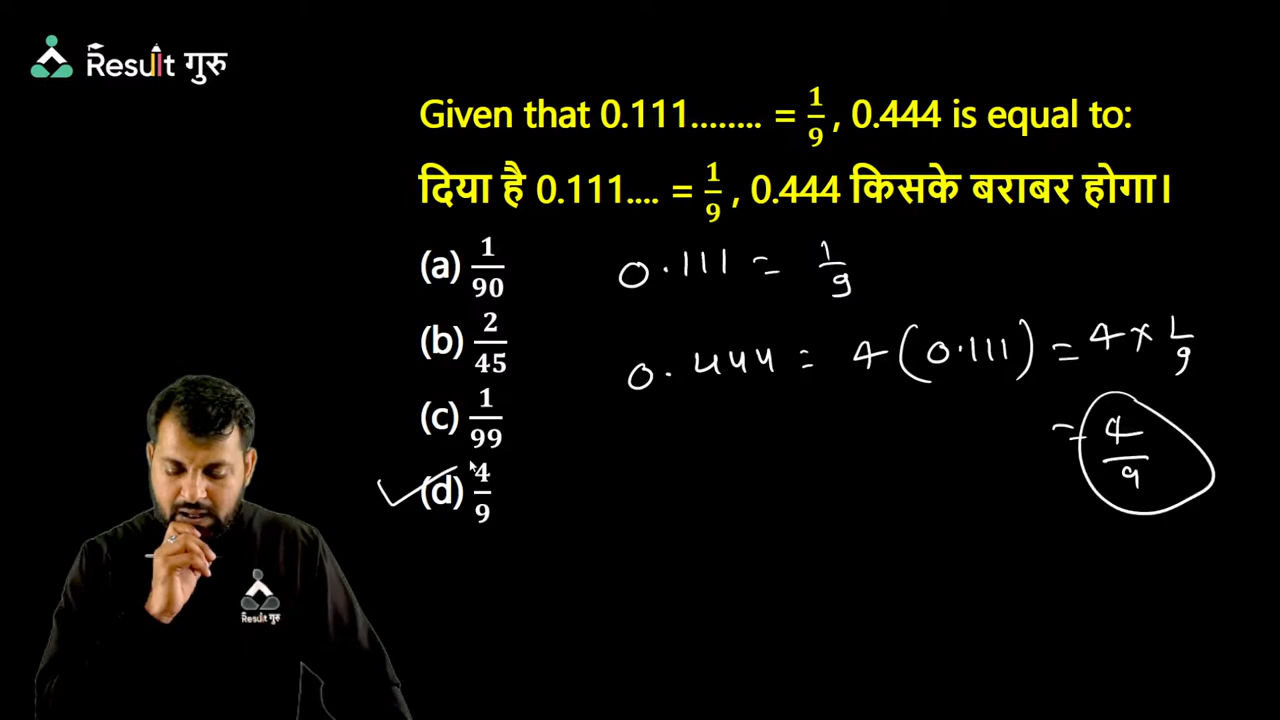 Result गुरु
Given that 0.111........ = 1/9, 0.444 is equal to:
दिया है 0.111.... = 1/9, 0.444 किसके बराबर होगा।
(a) 1/90
(b) 2/45
(c) 1/99
(d) 4/9
0.111 = 1/9
0.444 = 4(0.111) = 4 × 1/9
= 4/9
Result गुरु